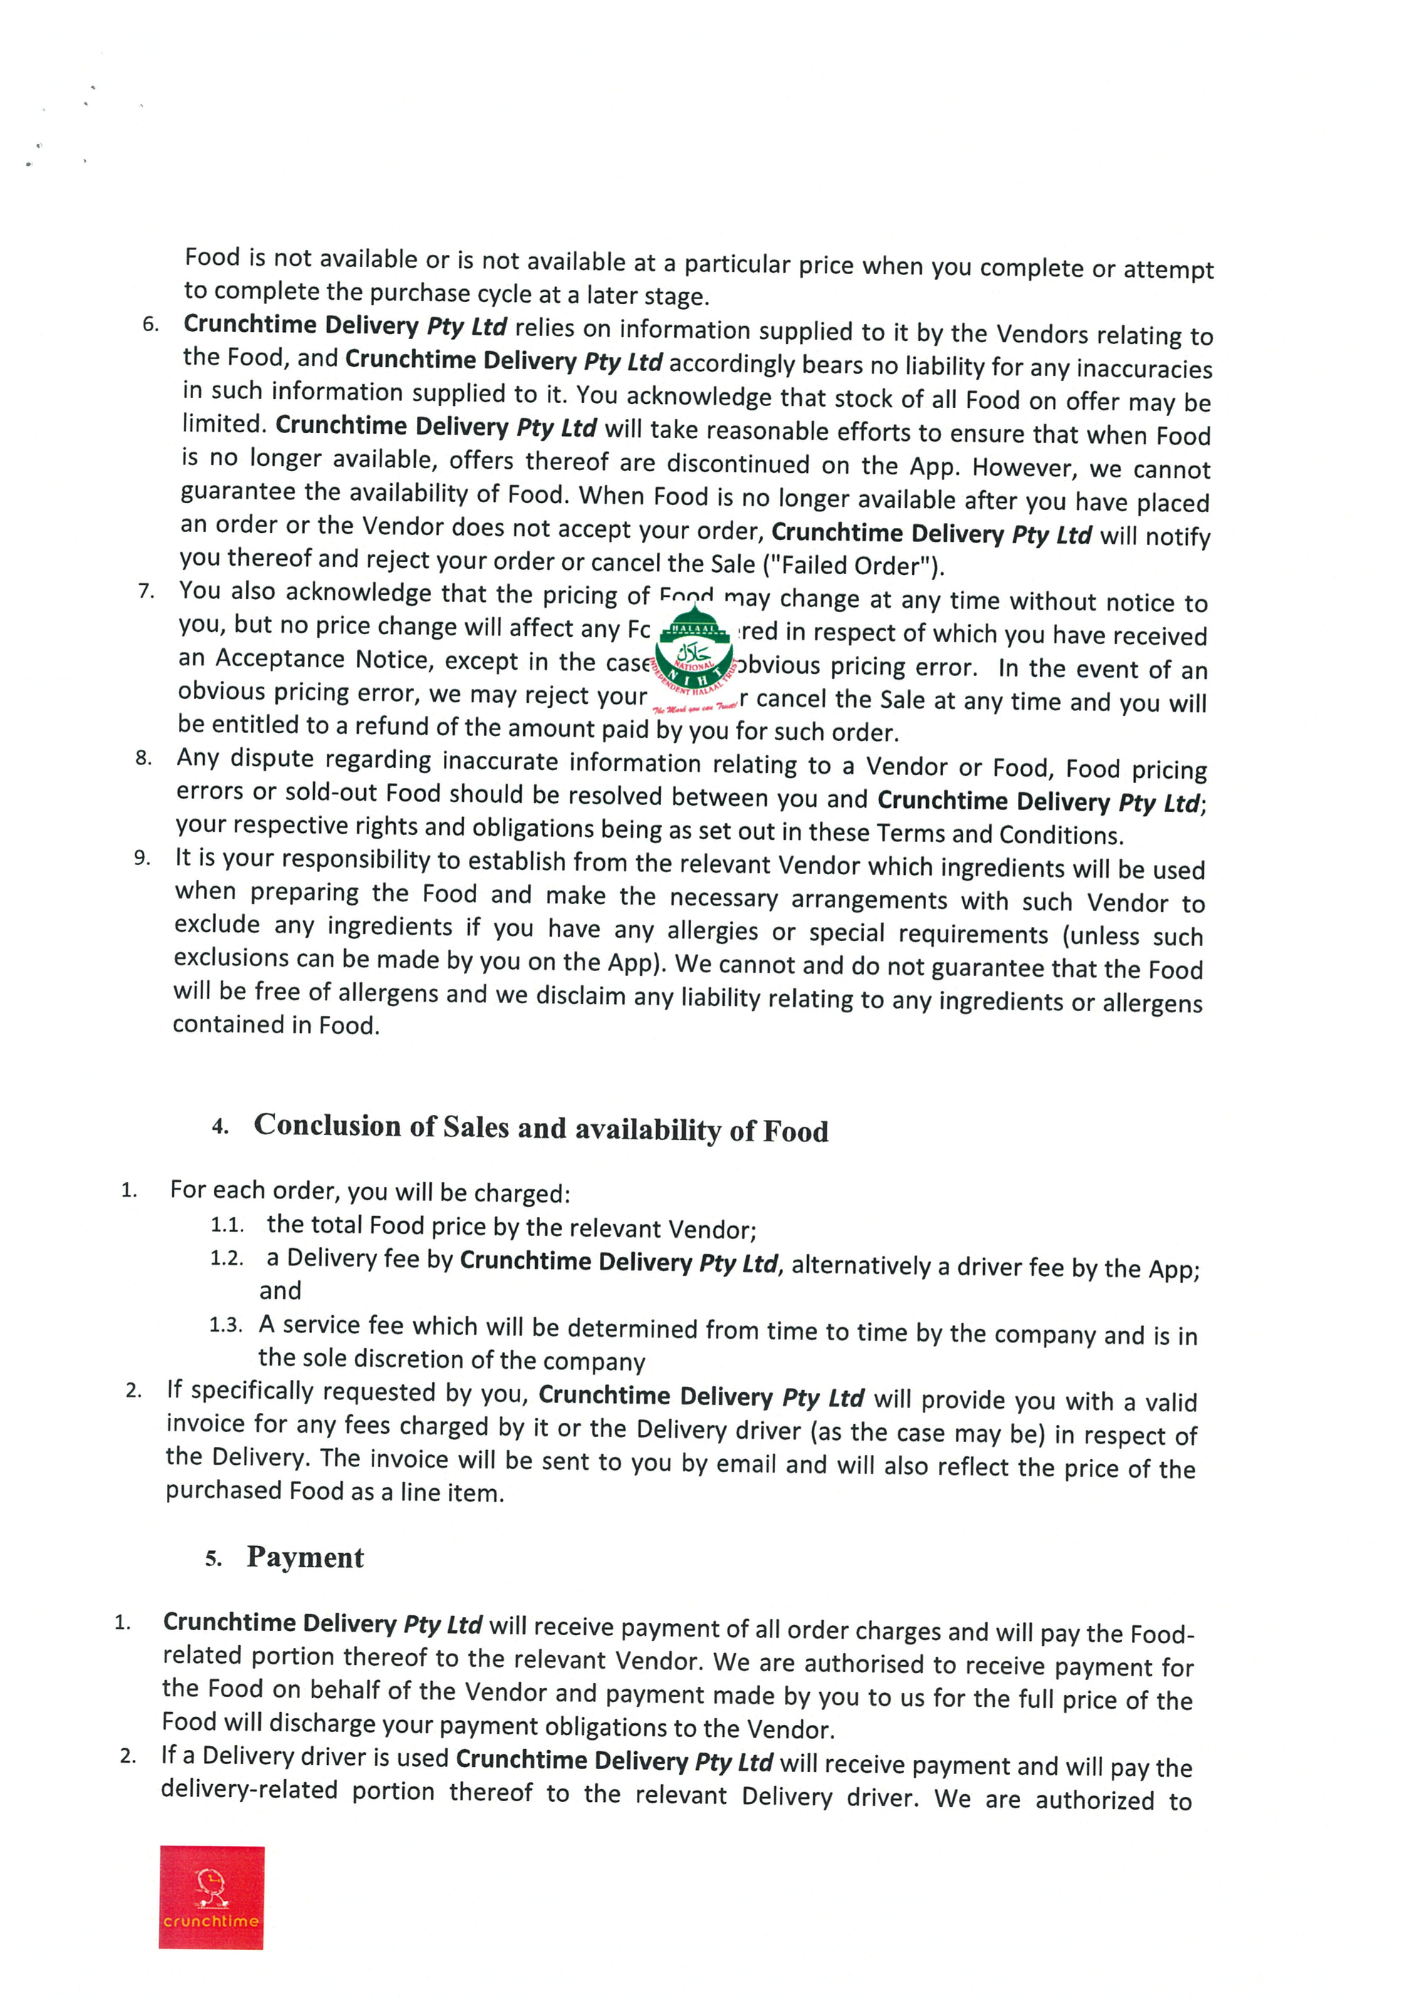 Food is not available or is not available at a particular price when you complete or attempt
to complete the purchase cycle at a later stage.
6. Crunchtime Delivery Pty Ltd relies on information supplied to it by the Vendors relating to
the Food, and Crunchtime Delivery Pty Ltd accordingly bears no liability for any inaccuracies
in such information supplied to it. You acknowledge that stock of all Food on offer may be
limited. Crunchtime Delivery Pty Ltd will take reasonable efforts to ensure that when Food
is no longer available, offers thereof are discontinued on the App. However, we cannot
guarantee the availability of Food. When Food is no longer available after you have placed
an order or the Vendor does not accept your order, Crunchtime Delivery Pty Ltd will notify
you thereof and reject your order or cancel the Sale ("Failed Order").
7. You also acknowledge that the pricing of Food may change at any time without notice to
you, but no price change will affect any Fo red in respect of which you have received
an Acceptance Notice, except in the case obvious pricing error. In the event of an
obvious pricing error, we may reject your r cancel the Sale at any time and you will
be entitled to a refund of the amount paid by you for such order.
HALAAL
حلال
NATIONAL
NIHT
INDEPENDENT HALAAL TRUST
The Mark you can Trust!
8. Any dispute regarding inaccurate information relating to a Vendor or Food, Food pricing
errors or sold-out Food should be resolved between you and Crunchtime Delivery Pty Ltd;
your respective rights and obligations being as set out in these Terms and Conditions.
9. It is your responsibility to establish from the relevant Vendor which ingredients will be used
when preparing the Food and make the necessary arrangements with such Vendor to
exclude any ingredients if you have any allergies or special requirements (unless such
exclusions can be made by you on the App). We cannot and do not guarantee that the Food
will be free of allergens and we disclaim any liability relating to any ingredients or allergens
contained in Food.
4. Conclusion of Sales and availability of Food
1. For each order, you will be charged:
1.1. the total Food price by the relevant Vendor;
1.2. a Delivery fee by Crunchtime Delivery Pty Ltd, alternatively a driver fee by the App;
and
1.3. A service fee which will be determined from time to time by the company and is in
the sole discretion of the company
2. If specifically requested by you, Crunchtime Delivery Pty Ltd will provide you with a valid
invoice for any fees charged by it or the Delivery driver (as the case may be) in respect of
the Delivery. The invoice will be sent to you by email and will also reflect the price of the
purchased Food as a line item.
5. Payment
1. Crunchtime Delivery Pty Ltd will receive payment of all order charges and will pay the Food-
related portion thereof to the relevant Vendor. We are authorised to receive payment for
the Food on behalf of the Vendor and payment made by you to us for the full price of the
Food will discharge your payment obligations to the Vendor.
2. If a Delivery driver is used Crunchtime Delivery Pty Ltd will receive payment and will pay the
delivery-related portion thereof to the relevant Delivery driver. We are authorized to
crunchtime